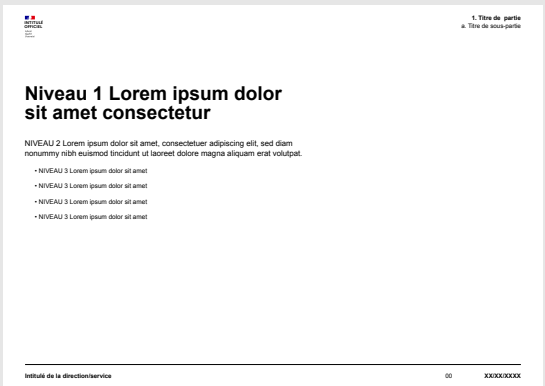 INTITULÉ
OFFICIEL
1. Titre de partie
a. Titre de sous-partie
Niveau 1 Lorem ipsum dolor
sit amet consectetur
NIVEAU 2 Lorem ipsum dolor sit amet, consectetuer adipiscing elit, sed diam
nonummy nibh euismod tincidunt ut laoreet dolore magna aliquam erat volutpat.
• NIVEAU 3 Lorem ipsum dolor sit amet
• NIVEAU 3 Lorem ipsum dolor sit amet
• NIVEAU 3 Lorem ipsum dolor sit amet
• NIVEAU 3 Lorem ipsum dolor sit amet
Intitulé de la direction/service
00
XX/XX/XXXX